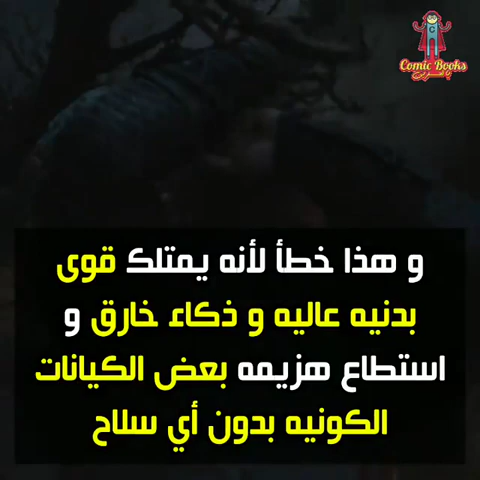 Comic Books
بالعربي
و هذا خطأ لأنه يمتلك قوى
بدنيه عاليه و ذكاء خارق و
استطاع هزيمه بعض الكيانات
الكونيه بدون أي سلاح